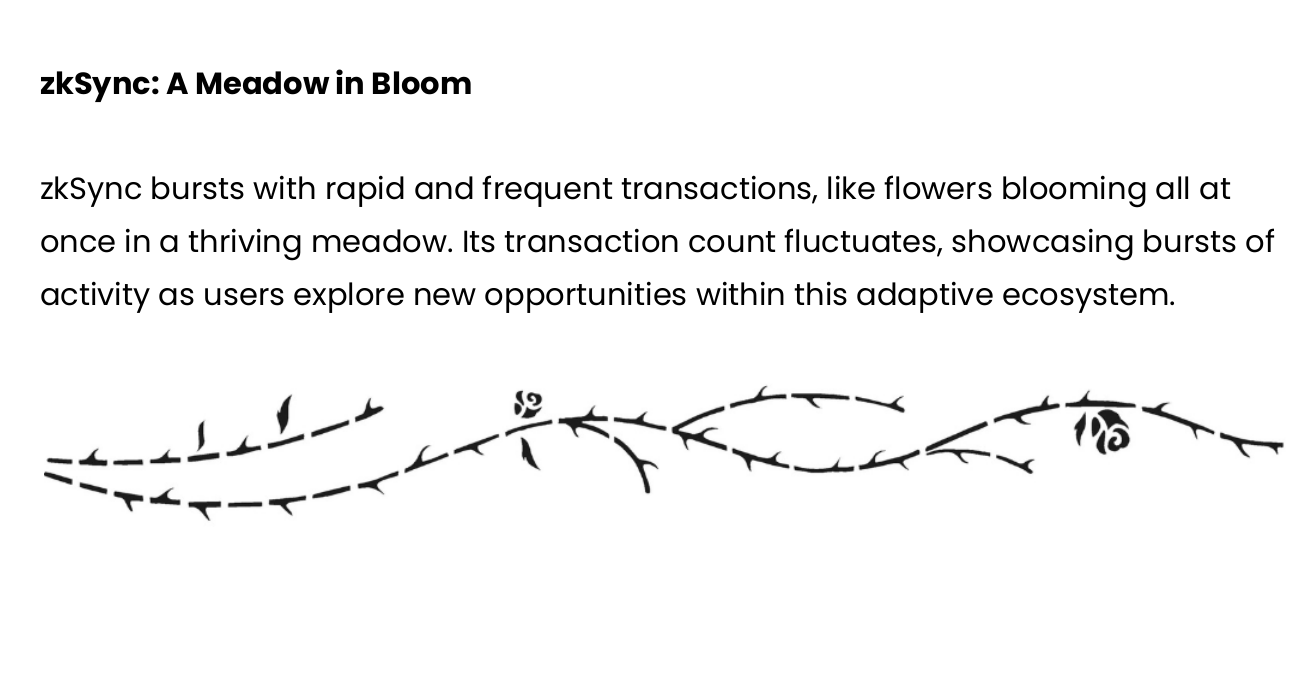 zkSync: A Meadow in Bloom
zkSync bursts with rapid and frequent transactions, like flowers blooming all at
once in a thriving meadow. Its transaction count fluctuates, showcasing bursts of
activity as users explore new opportunities within this adaptive ecosystem.